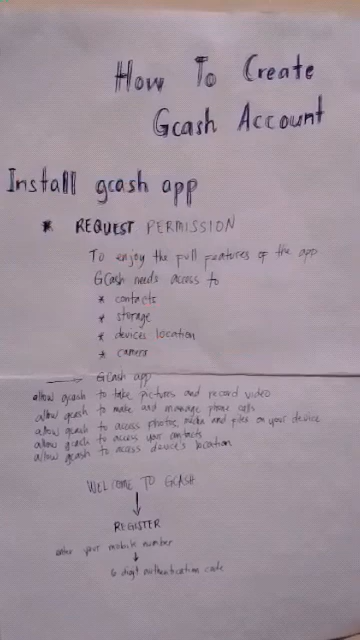 How To Create
Gcash Account
Install gcash app
* REQUEST PERMISSION
To enjoy the full features of the app
GCash needs access to
* contacts
* storage
* devices location
* camera
→ GCash app
allow gcash to take pictures and record video
allow gcash to make and manage phone calls
allow gcash to access photos, media and files on your device
allow gcash to access your contacts
allow gcash to access device's location
WELCOME TO GCASH
↓
REGISTER
enter your mobile number
↓
6 digit authentication code